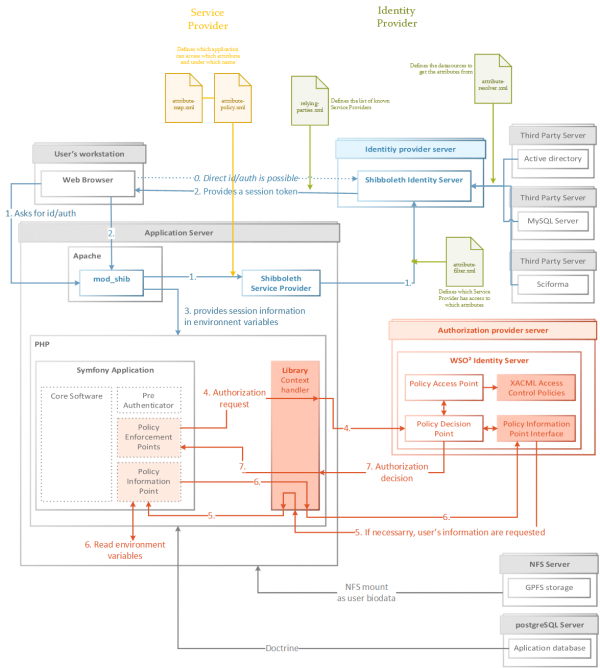 Service
Provider
Identity
Provider
Defines which application
can access which attribute
and under which name.
Defines the datasources to
get the attributes from
attribute-
map.xml
attribute-
policy.xml
relying-
parties.xml
Defines the list of known
Service Providers
attribute-
resolver.xml
Third Party Server
Active directory
User's workstation
Web Browser
Identitiy provider server
Shibboleth Identity Server
0. Direct id/auth is possible
2. Provides a session token
Third Party Server
MySQL Server
1. Asks for id/auth
2.
Application Server
Apache
mod_shib
1.
Shibboleth
Service Provider
1.
attribute-
filter.xml
Defines which Service
Provider has access to
which attributes
Third Party Server
Sciforma
3. provides session information
in environnent variables
PHP
Symfony Application
Core Software
Pre
Authenticator
Policy
Enforcement
Points
Policy
Information
Point
4. Authorization
request
Library
Context
handler
4.
7.
6.
5.
Authorization provider server
WSO² Identity Server
Policy Access Point
XACML Access
Control Policies
Policy Decision
Point
Policy Information
Point Interface
7. Authorization
decision
6.
5. If necessarry, user's information are requested
6. Read environment
variables
NFS Server
GPFS storage
NFS mount
as user biodata
postgreSQL Server
Aplication database
Doctrine